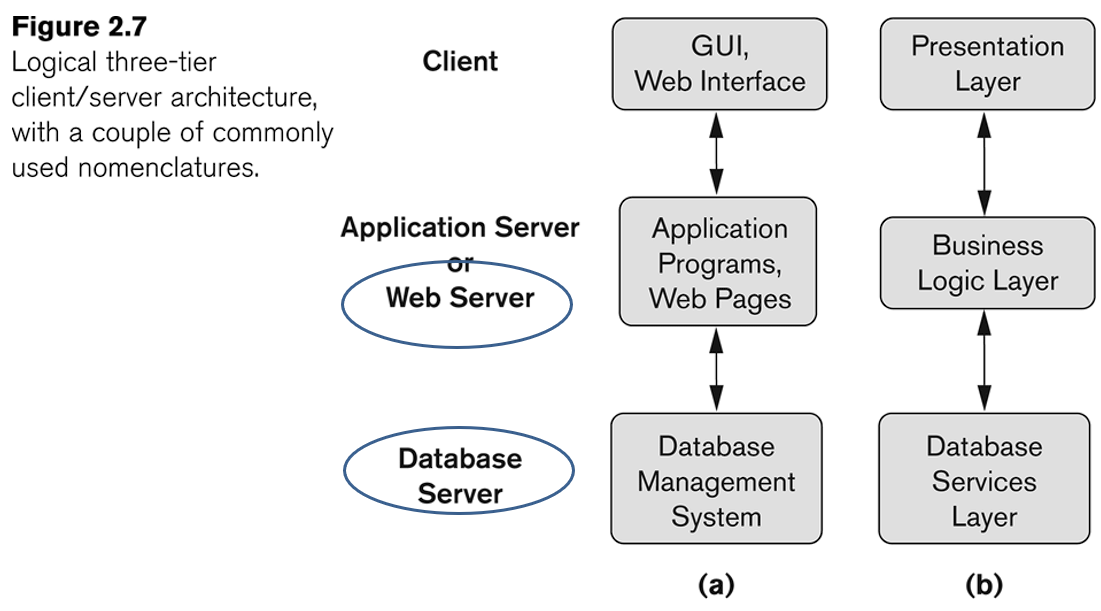 Figure 2.7
Logical three-tier
client/server architecture,
with a couple of commonly
used nomenclatures.
Client
GUI,
Web Interface
Presentation
Layer
Application Server
or
Web Server
Application
Programs,
Web Pages
Business
Logic Layer
Database
Server
Database
Management
System
Database
Services
Layer
(a)
(b)